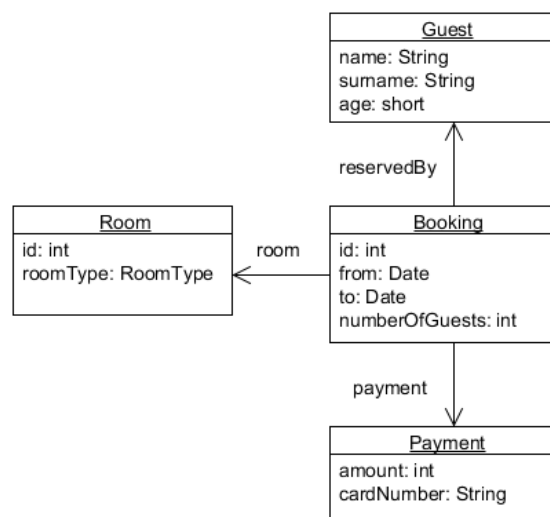 Guest
name: String
surname: String
age: short
reservedBy
Room
id: int
roomType: RoomType
room
Booking
id: int
from: Date
to: Date
numberOfGuests: int
payment
Payment
amount: int
cardNumber: String